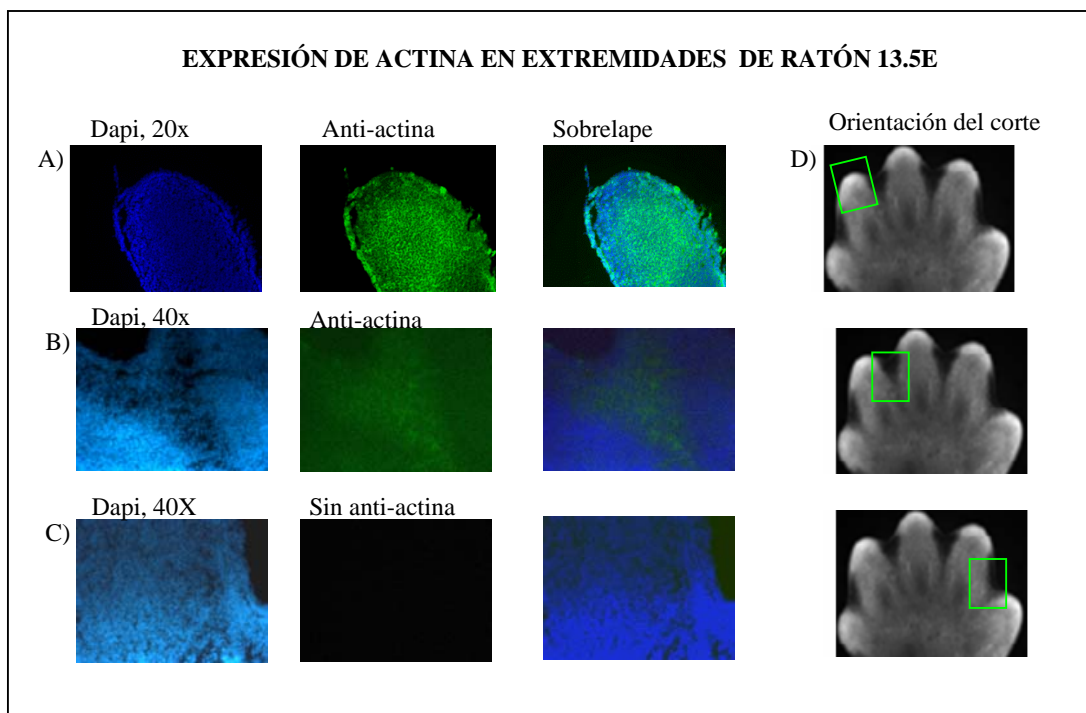 EXPRESIÓN DE ACTINA EN EXTREMIDADES DE RATÓN 13.5E
Dapi, 20x
Anti-actina
Sobrelape
Orientación del corte
A)
D)
Dapi, 40x
Anti-actina
B)
Dapi, 40X
Sin anti-actina
C)